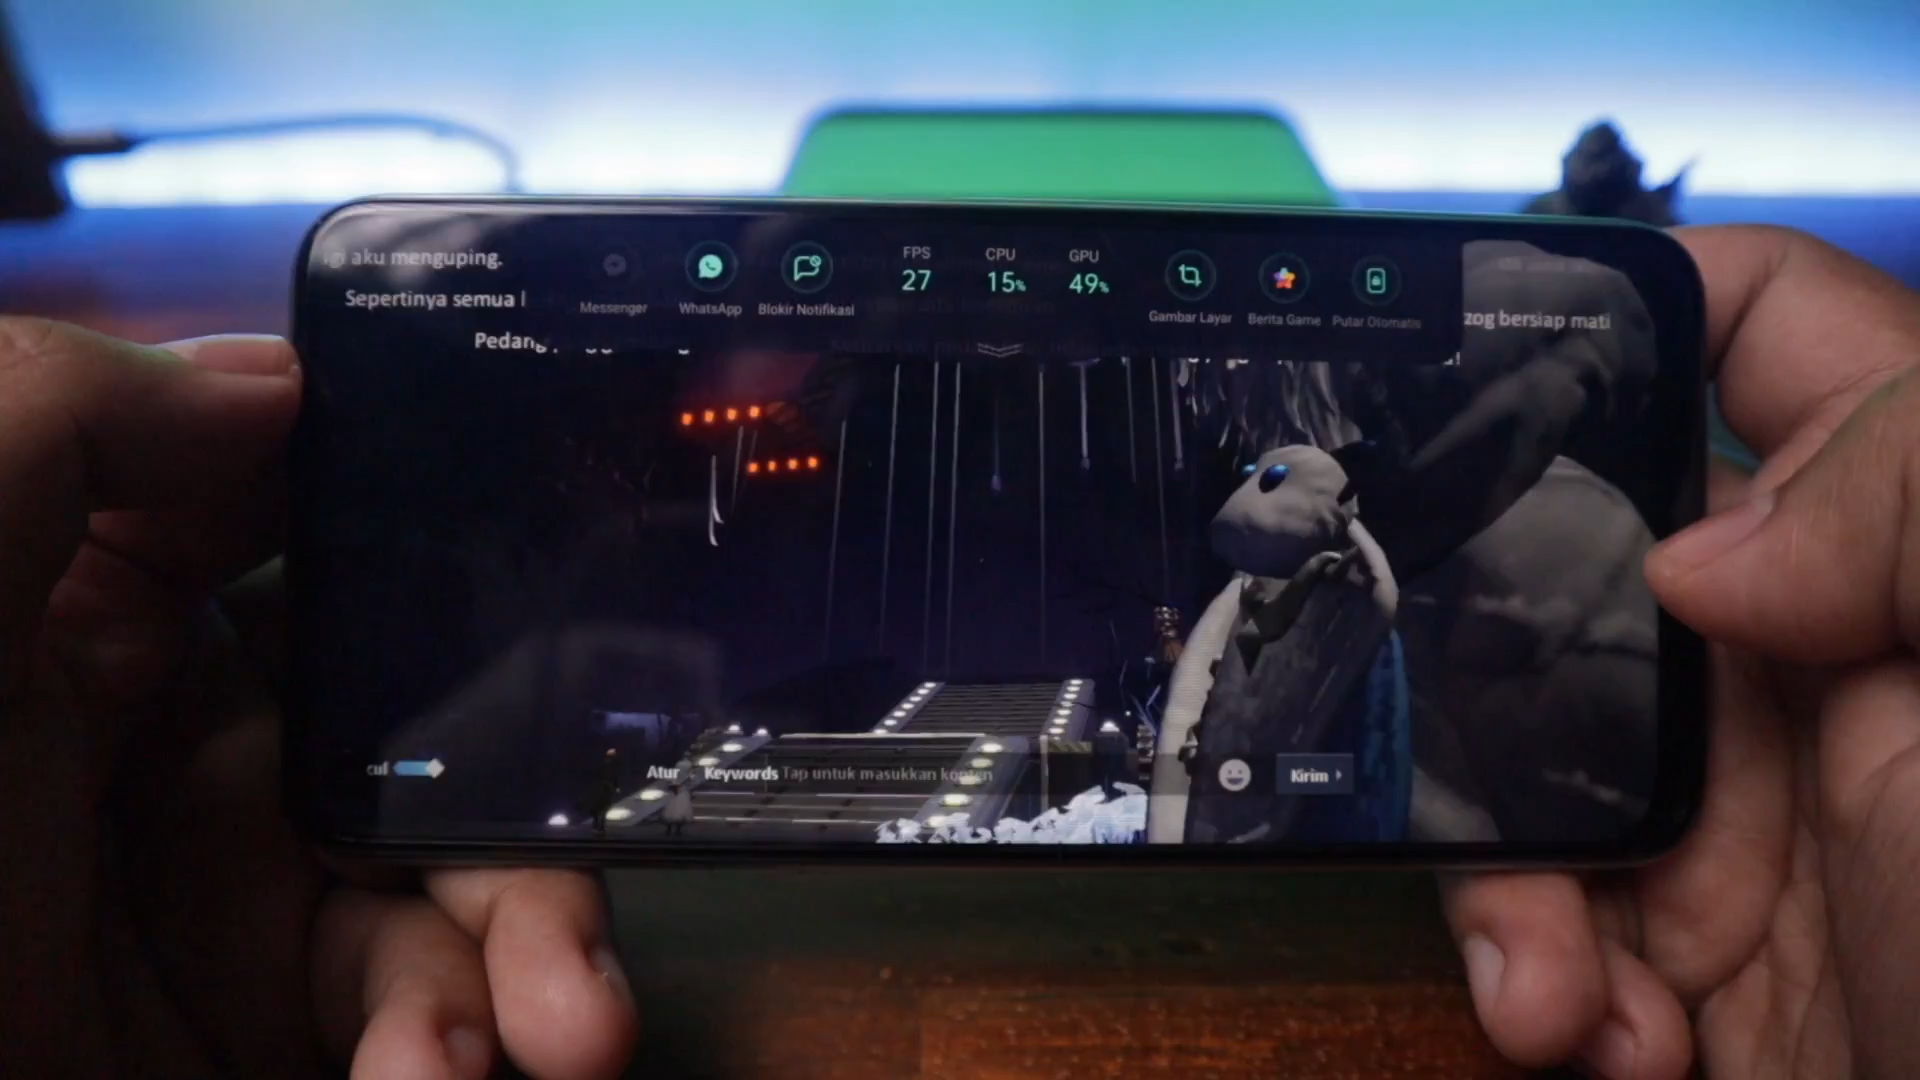 aku menguping.
Sepertinya semua
Messenger
WhatsApp
Blokir Notifikasi
FPS
27
CPU
15%
GPU
49%
Gambar Layar
Berita Game
Putar Otomatis
zog bersiap mati
Pedang
cul
Atur
Keywords
Tap untuk masukkan konten
Kirim